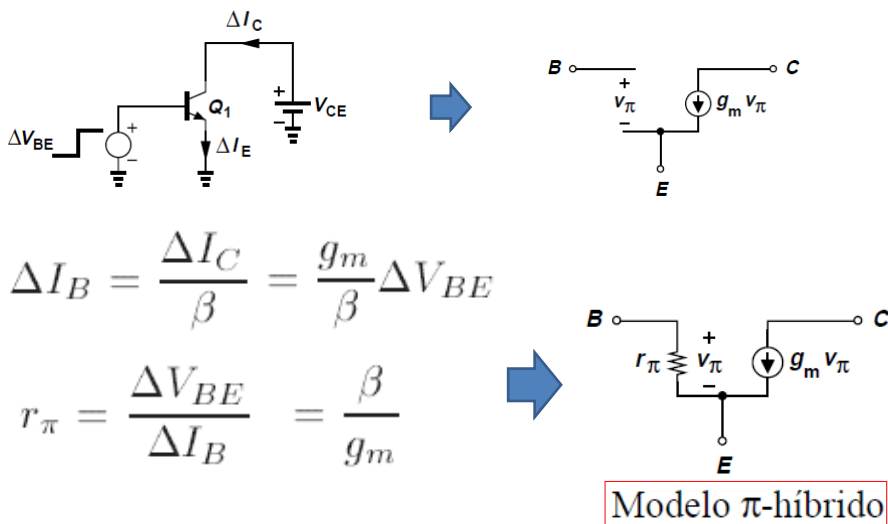 ΔI_C
Q_1
+
V_CE
−
ΔV_BE
+
−
ΔI_E
B
C
+
v_π
−
g_m v_π
E
ΔI_B = ΔI_C / β = g_m / β ΔV_BE
r_π = ΔV_BE / ΔI_B = β / g_m
B
C
r_π
+
v_π
−
g_m v_π
E
Modelo π-híbrido